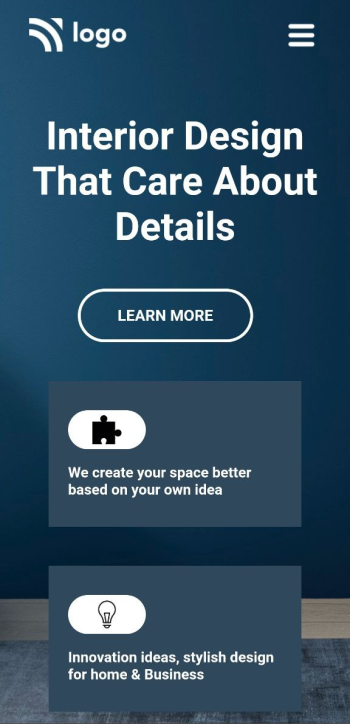 logo
Interior Design
That Care About
Details
LEARN MORE
We create your space better
based on your own idea
Innovation ideas, stylish design
for home & Business